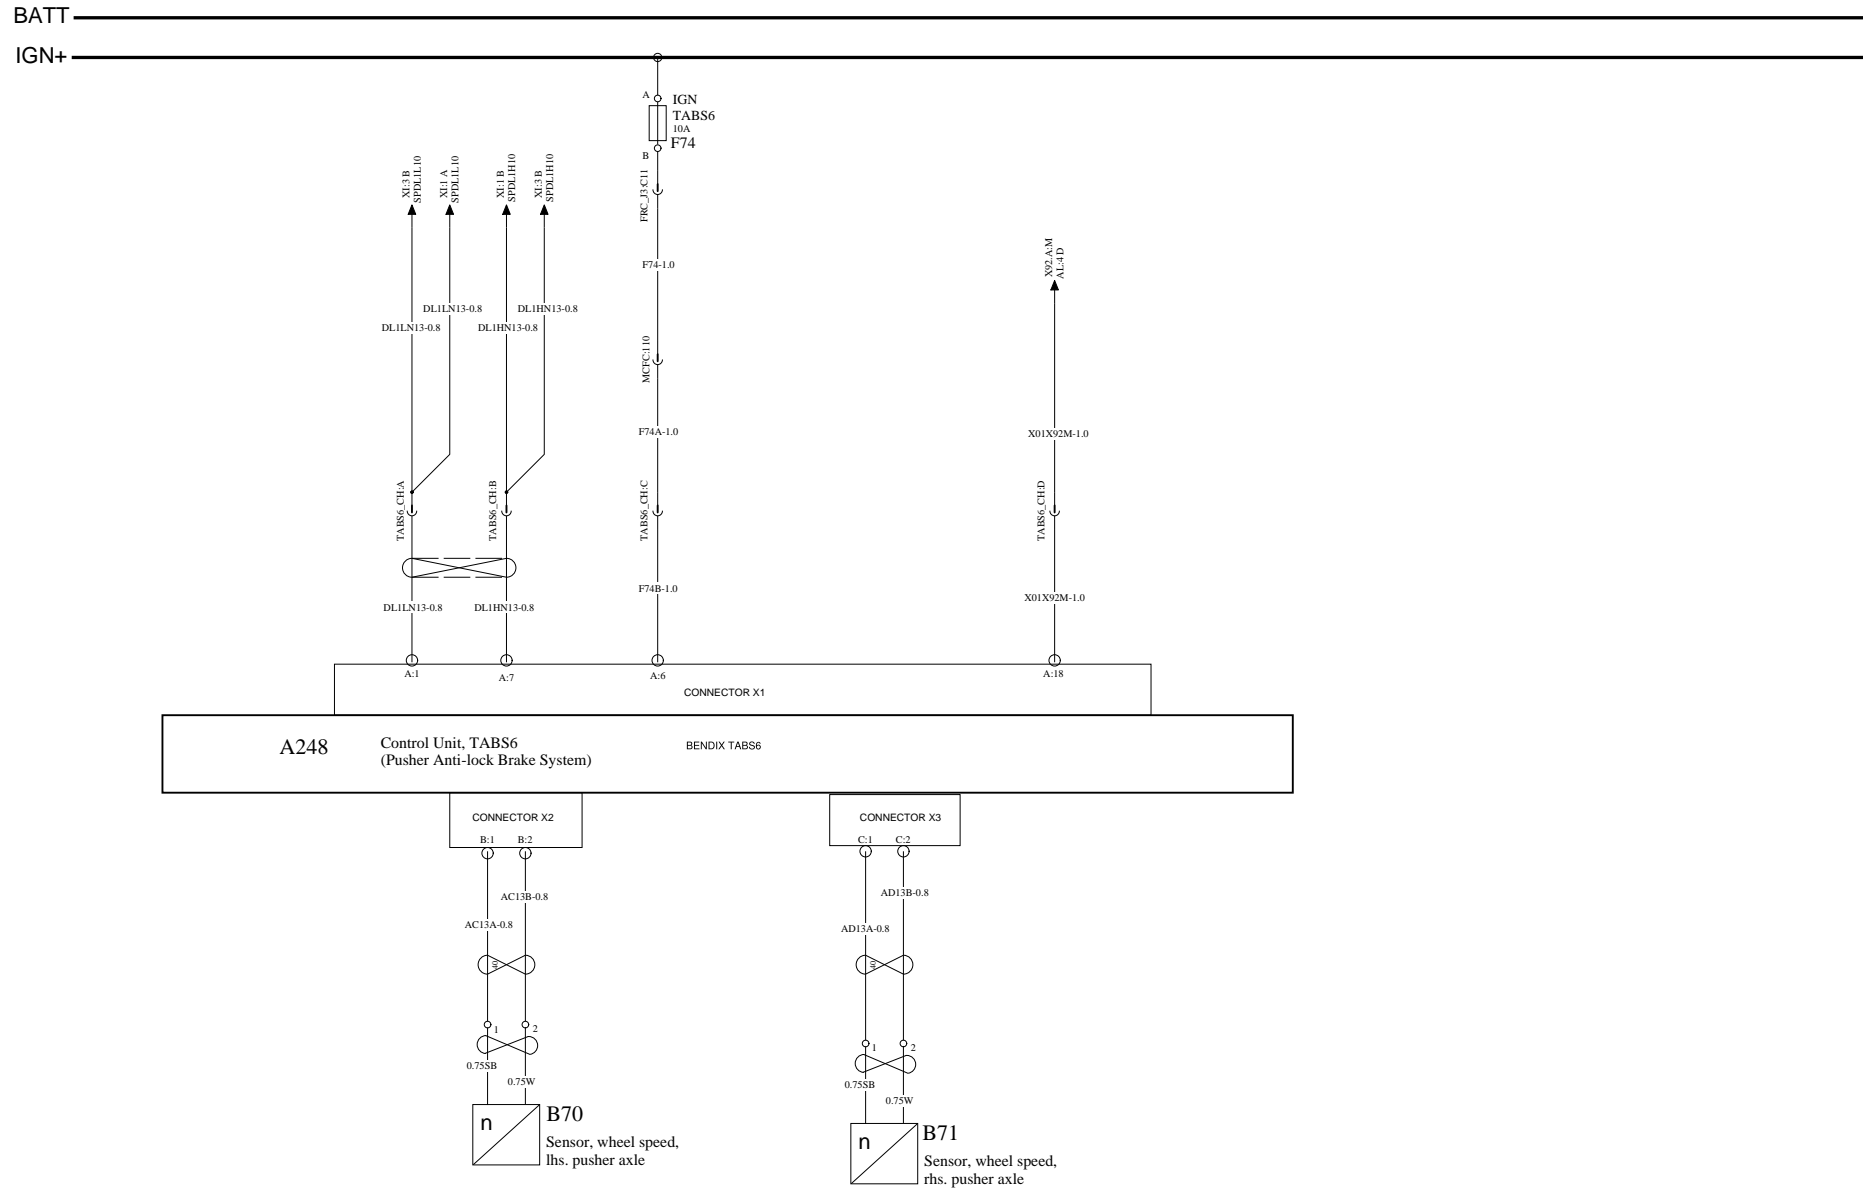 BATT
IGN+
A
IGN
TABS6
10A
F74
B
FRC_J3:C11
XI:3 B
SPDL1L10
XI:1 A
SPDL1L10
XI:1 B
SPDL1H10
XI:3 B
SPDL1H10
X92.A:M
AL:4 D
F74-1.0
DL1LN13-0.8
DL1HN13-0.8
DL1LN13-0.8
DL1HN13-0.8
MCFC:110
F74A-1.0
X01X92M-1.0
TABS6_CH:A
TABS6_CH:B
TABS6_CH:C
TABS6_CH:D
F74B-1.0
X01X92M-1.0
DL1LN13-0.8
DL1HN13-0.8
A:1
A:7
A:6
A:18
CONNECTOR X1
A248
Control Unit, TABS6
(Pusher Anti-lock Brake System)
BENDIX TABS6
CONNECTOR X2
CONNECTOR X3
B:1
B:2
C:1
C:2
AC13B-0.8
AD13B-0.8
AC13A-0.8
AD13A-0.8
40
40
1
2
1
2
0.75SB
0.75W
0.75SB
0.75W
n
B70
Sensor, wheel speed,
lhs. pusher axle
n
B71
Sensor, wheel speed,
rhs. pusher axle